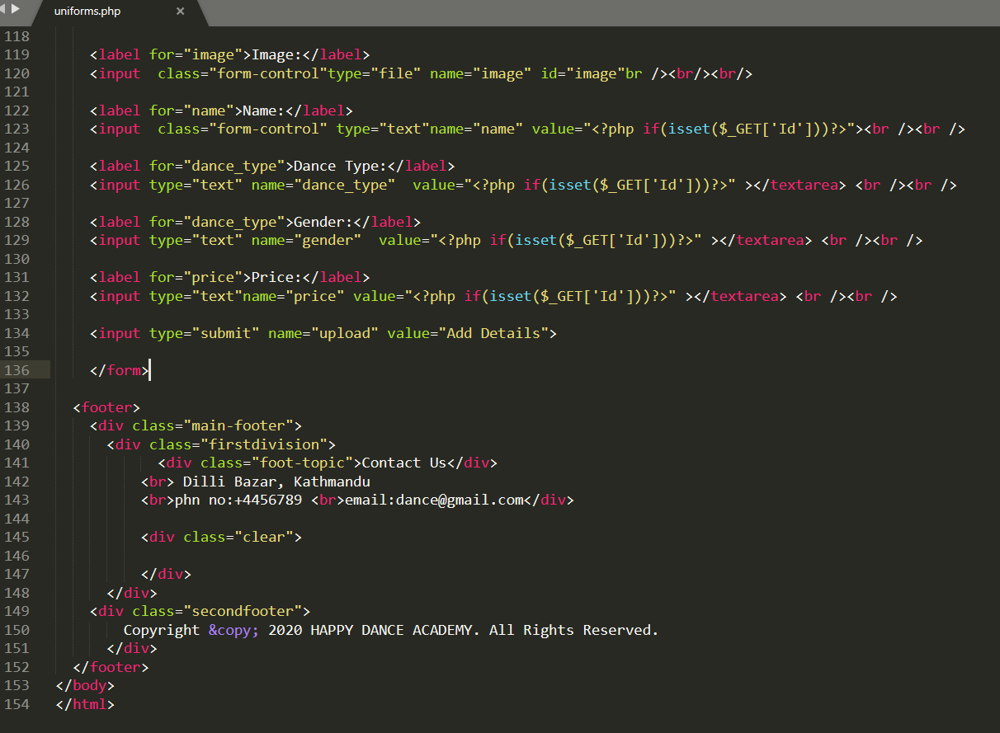 uniforms.php ×
118
119 <label for="image">Image:</label>
120 <input  class="form-control"type="file" name="image" id="image"br /><br/><br/>
121
122 <label for="name">Name:</label>
123 <input  class="form-control" type="text"name="name" value="<?php if(isset($_GET['Id']))?>"><br /><br />
124
125 <label for="dance_type">Dance Type:</label>
126 <input type="text" name="dance_type"  value="<?php if(isset($_GET['Id']))?>" ></textarea> <br /><br />
127
128 <label for="dance_type">Gender:</label>
129 <input type="text" name="gender"  value="<?php if(isset($_GET['Id']))?>" ></textarea> <br /><br />
130
131 <label for="price">Price:</label>
132 <input type="text"name="price" value="<?php if(isset($_GET['Id']))?>" ></textarea> <br /><br />
133
134 <input type="submit" name="upload" value="Add Details">
135
136 </form>
137
138 <footer>
139 <div class="main-footer">
140 <div class="firstdivision">
141 <div class="foot-topic">Contact Us</div>
142 <br> Dilli Bazar, Kathmandu
143 <br>phn no:+4456789 <br>email:dance@gmail.com</div>
144
145 <div class="clear">
146
147 </div>
148 </div>
149 <div class="secondfooter">
150 Copyright &copy; 2020 HAPPY DANCE ACADEMY. All Rights Reserved.
151 </div>
152 </footer>
153 </body>
154 </html>